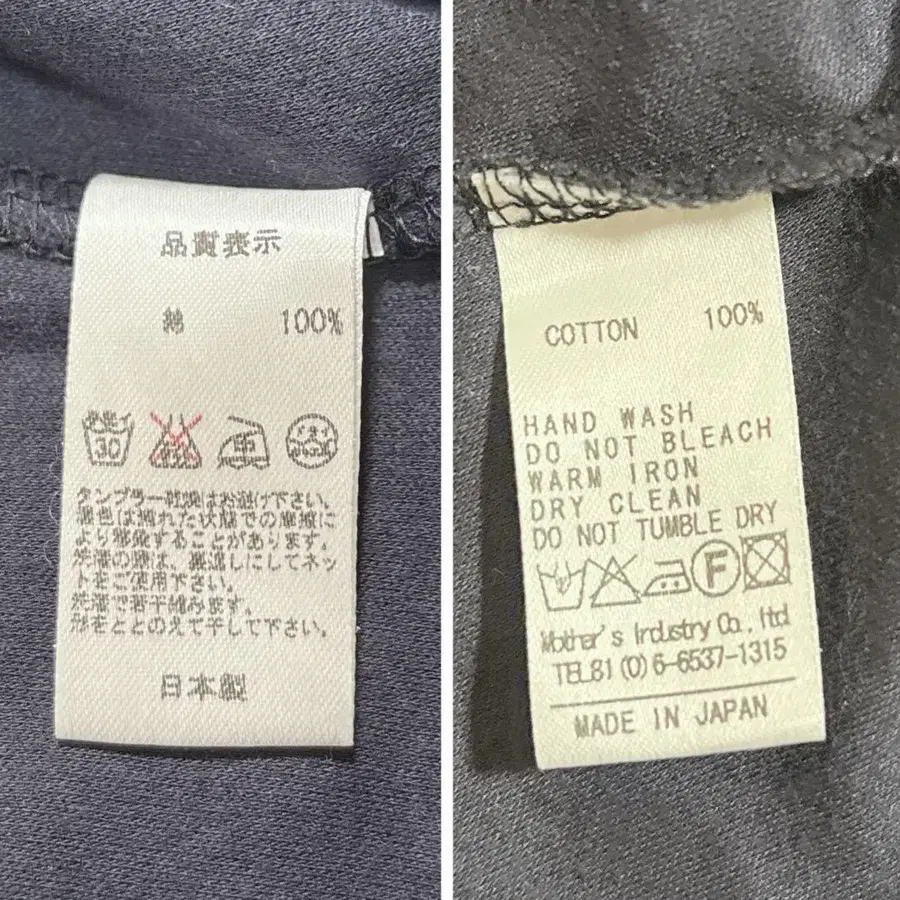 品質表示
綿 100%
30
タンブラー乾燥はお避け下さい。
濃色は濡れた状態での摩擦に
より移染することがあります。
洗濯の際は、裏返しにしてネッ
トをご使用下さい。
洗濯で若干縮みます。
形をととのえて干して下さい。
日本製
COTTON 100%
HAND WASH
DO NOT BLEACH
WARM IRON
DRY CLEAN
DO NOT TUMBLE DRY
F
Mother's Industry Co., ltd
TEL81(0)6-6537-1315
MADE IN JAPAN